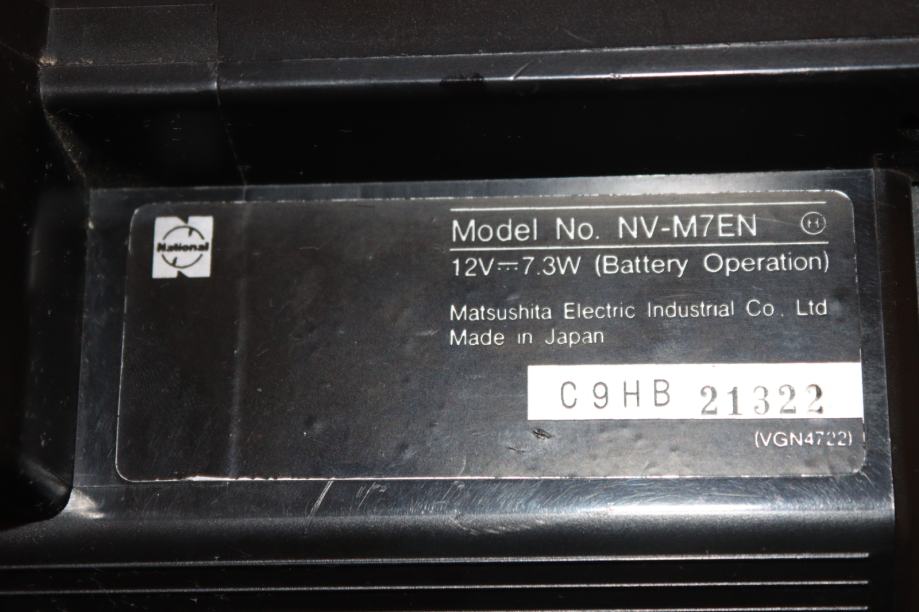 National
Model No. NV-M7EN Ⓗ
12V⎓7.3W (Battery Operation)
Matsushita Electric Industrial Co. Ltd
Made in Japan
C9HB 21322
(VGN4722)